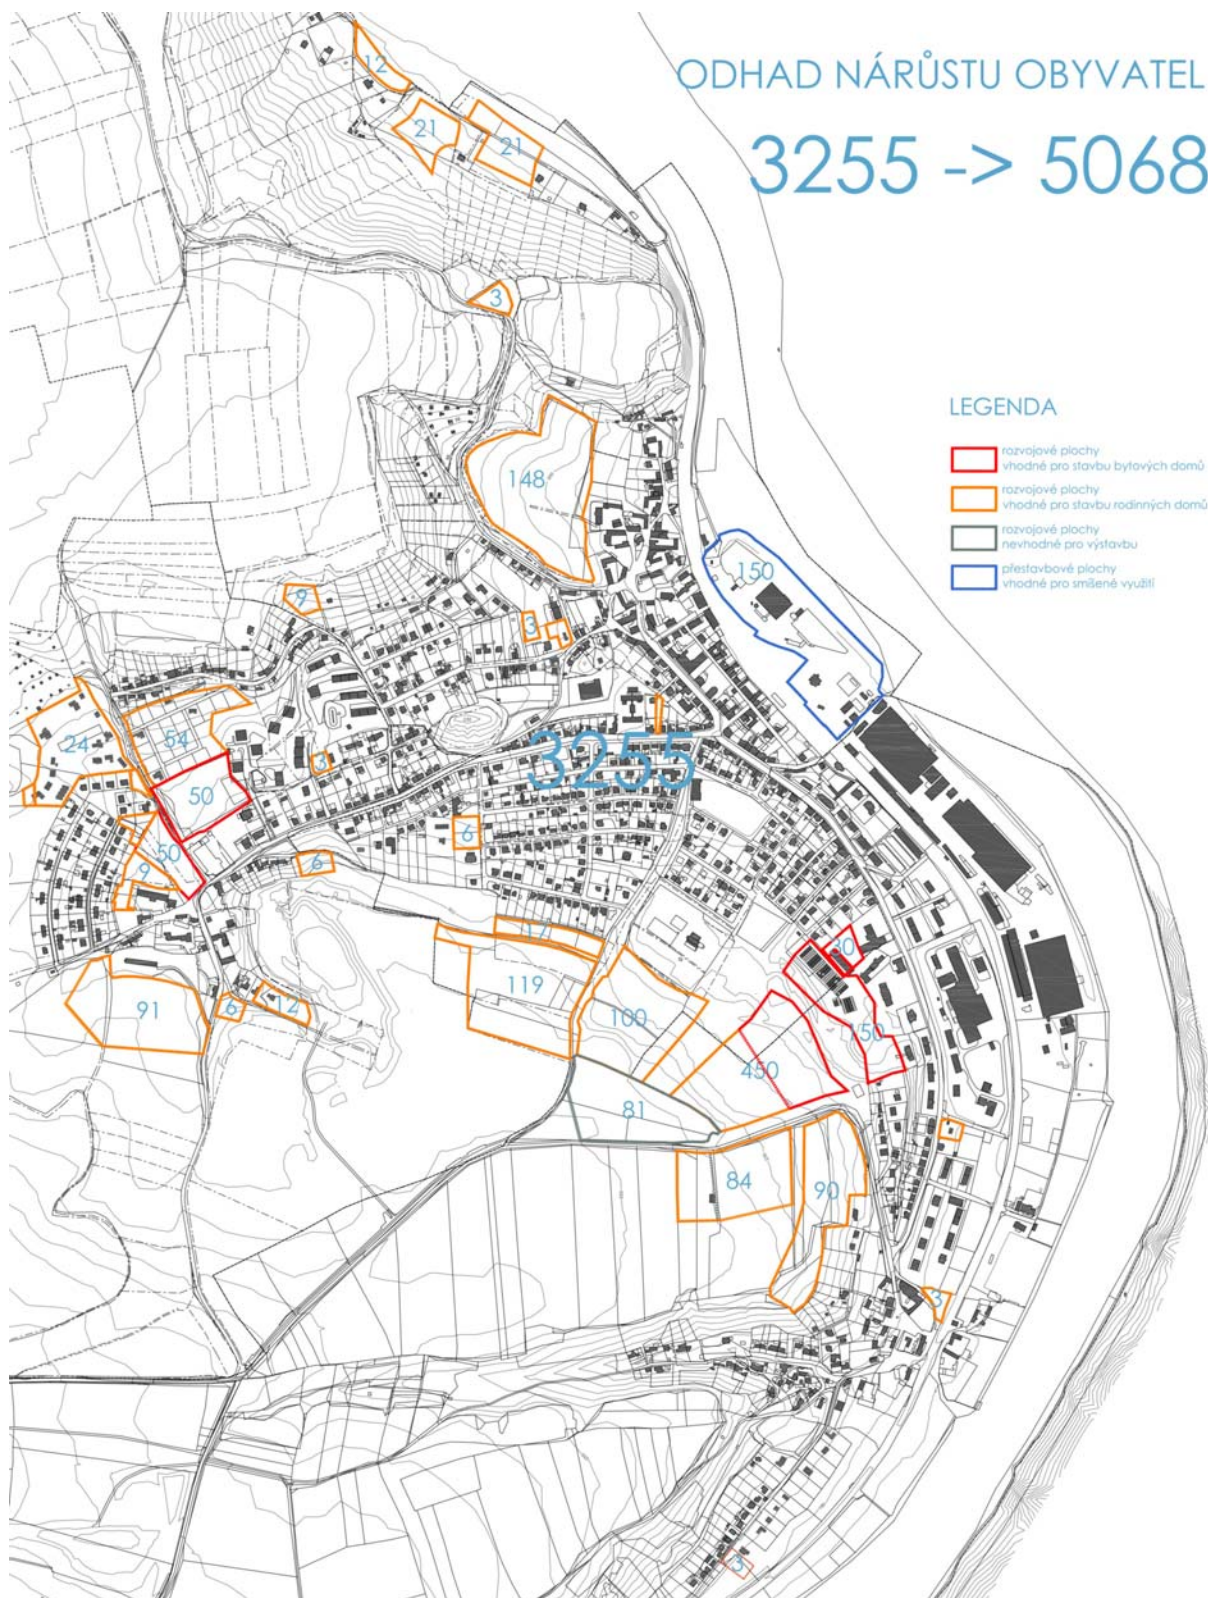 ODHAD NÁRŮSTU OBYVATEL
3255 -> 5068
12
21
21
3
LEGENDA
rozvojové plochy
vhodné pro stavbu bytových domů
rozvojové plochy
vhodné pro stavbu rodinných domů
rozvojové plochy
nevhodné pro výstavbu
přestavbové plochy
vhodné pro smíšené využití
148
150
9
3
24
54
3
3255
50
6
50
9
6
17
30
119
91
6
12
100
150
450
81
84
90
3
3